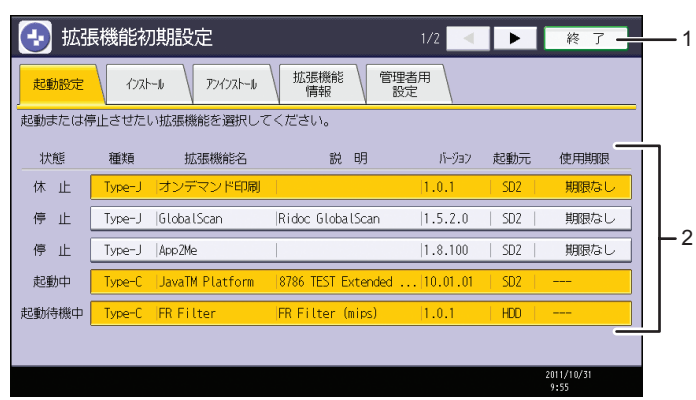 拡張機能初期設定 1/2 ◀ ▶ 終 了 1
起動設定 インストール アンインストール 拡張機能 情報 管理者用 設定
起動または停止させたい拡張機能を選択してください。
状態 種類 拡張機能名 説 明 バージョン 起動元 使用期限
休 止 Type-J オンデマンド印刷 1.0.1 SD2 期限なし
停 止 Type-J GlobalScan Ridoc GlobalScan 1.5.2.0 SD2 期限なし
2
停 止 Type-J App2Me 1.8.100 SD2 期限なし
起動中 Type-C JavaTM Platform 8786 TEST Extended ... 10.01.01 SD2 ---
起動待機中 Type-C FR Filter FR Filter (mips) 1.0.1 HDD ---
2011/10/31
9:55